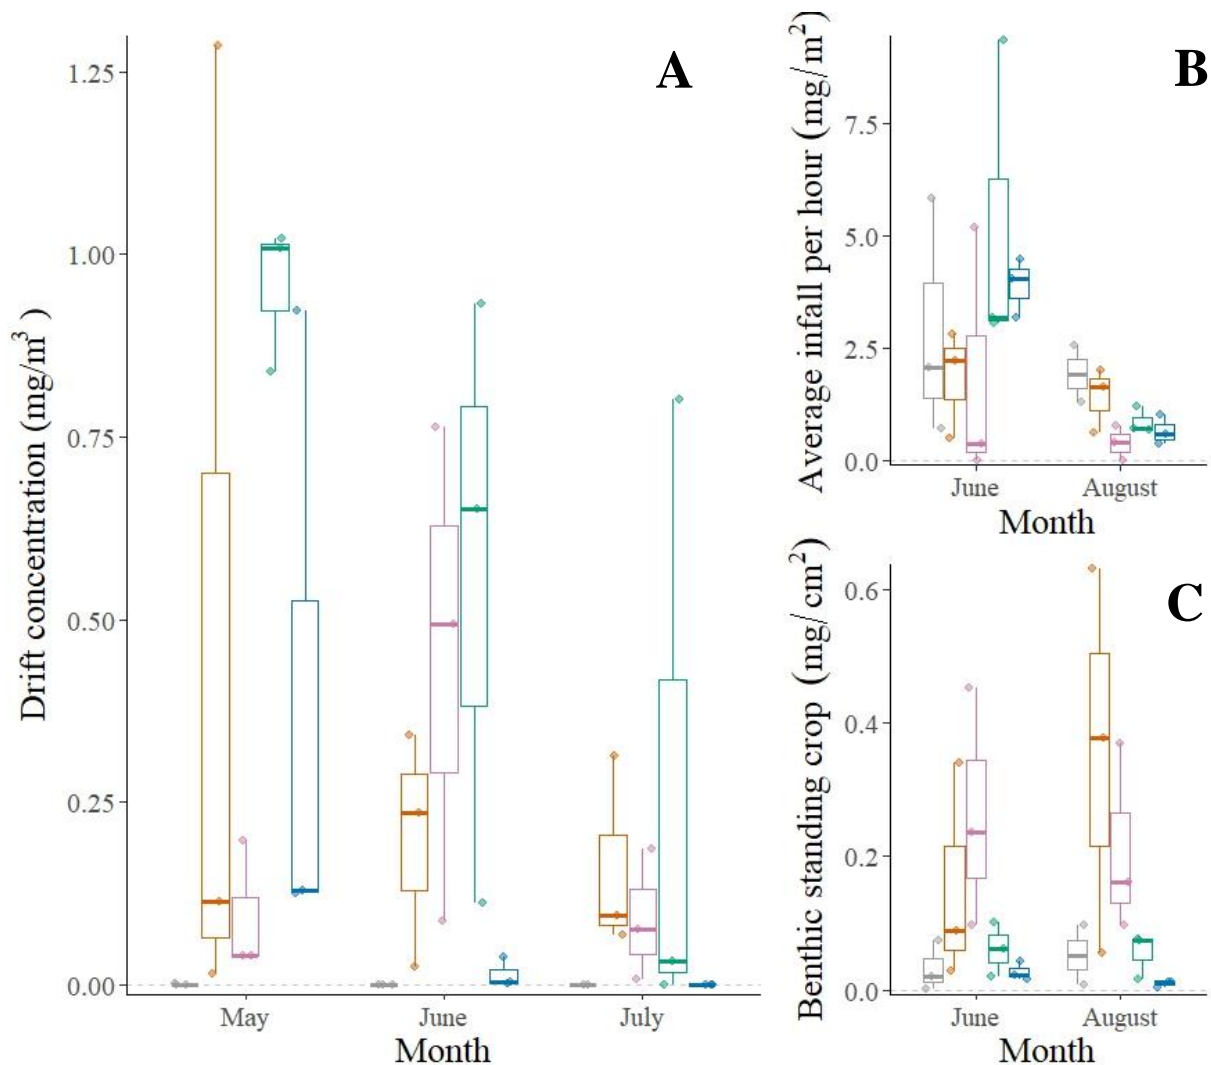 A
Drift concentration (mg/m³ )
1.25
1.00
0.75
0.50
0.25
0.00
May
June
July
Month
B
Average infall per hour (mg/m²)
7.5
5.0
2.5
0.0
June
August
Month
C
Benthic standing crop (mg/cm²)
0.6
0.4
0.2
0.0
June
August
Month